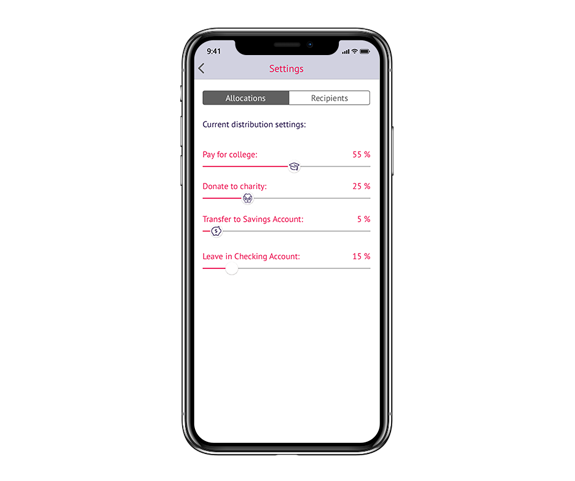 9:41
Settings
Allocations Recipients
Current distribution settings:
Pay for college: 55 %
Donate to charity: 25 %
Transfer to Savings Account: 5 %
$
Leave in Checking Account: 15 %